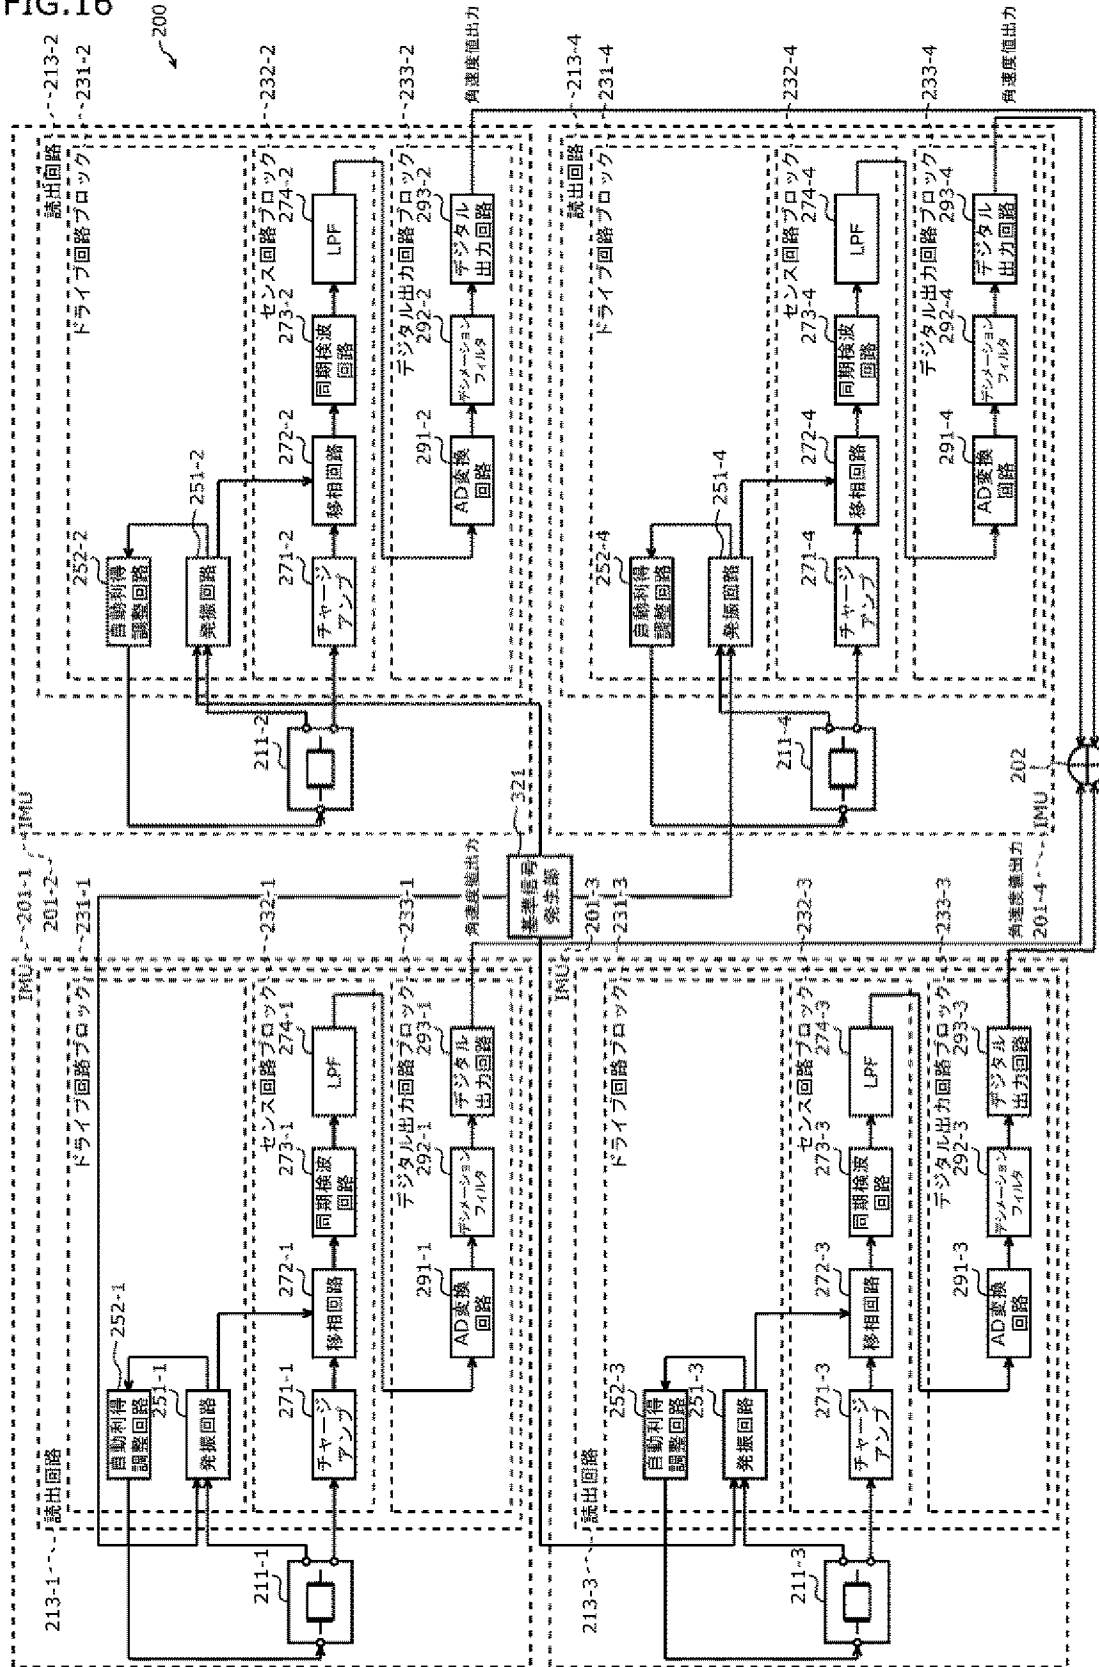 FIG.16
200
IMU
201-1
201-2
IMU
213-1
読出回路
231-1
ドライブ回路ブロック
252-1
自動利得
調整回路
251-1
発振回路
232-1
センス回路ブロック
271-1
チャージ
アンプ
272-1
移相回路
273-1
同期検波
回路
274-1
LPF
233-1
デジタル出力回路ブロック
291-1
AD変換
回路
292-1
デシメーション
フィルタ
293-1
デジタル
出力回路
角速度値出力
211-1
213-2
読出回路
231-2
ドライブ回路ブロック
252-2
自動利得
調整回路
251-2
発振回路
232-2
センス回路ブロック
271-2
チャージ
アンプ
272-2
移相回路
273-2
同期検波
回路
274-2
LPF
233-2
デジタル出力回路ブロック
291-2
AD変換
回路
292-2
デシメーション
フィルタ
293-2
デジタル
出力回路
角速度値出力
211-2
321
基準信号
発生部
IMU
201-3
213-3
読出回路
231-3
ドライブ回路ブロック
252-3
自動利得
調整回路
251-3
発振回路
232-3
センス回路ブロック
271-3
チャージ
アンプ
272-3
移相回路
273-3
同期検波
回路
274-3
LPF
233-3
デジタル出力回路ブロック
291-3
AD変換
回路
292-3
デシメーション
フィルタ
293-3
デジタル
出力回路
角速度値出力
211-3
201-4
IMU
213-4
読出回路
231-4
ドライブ回路ブロック
252-4
自動利得
調整回路
251-4
発振回路
232-4
センス回路ブロック
271-4
チャージ
アンプ
272-4
移相回路
273-4
同期検波
回路
274-4
LPF
233-4
デジタル出力回路ブロック
291-4
AD変換
回路
292-4
デシメーション
フィルタ
293-4
デジタル
出力回路
角速度値出力
211-4
202